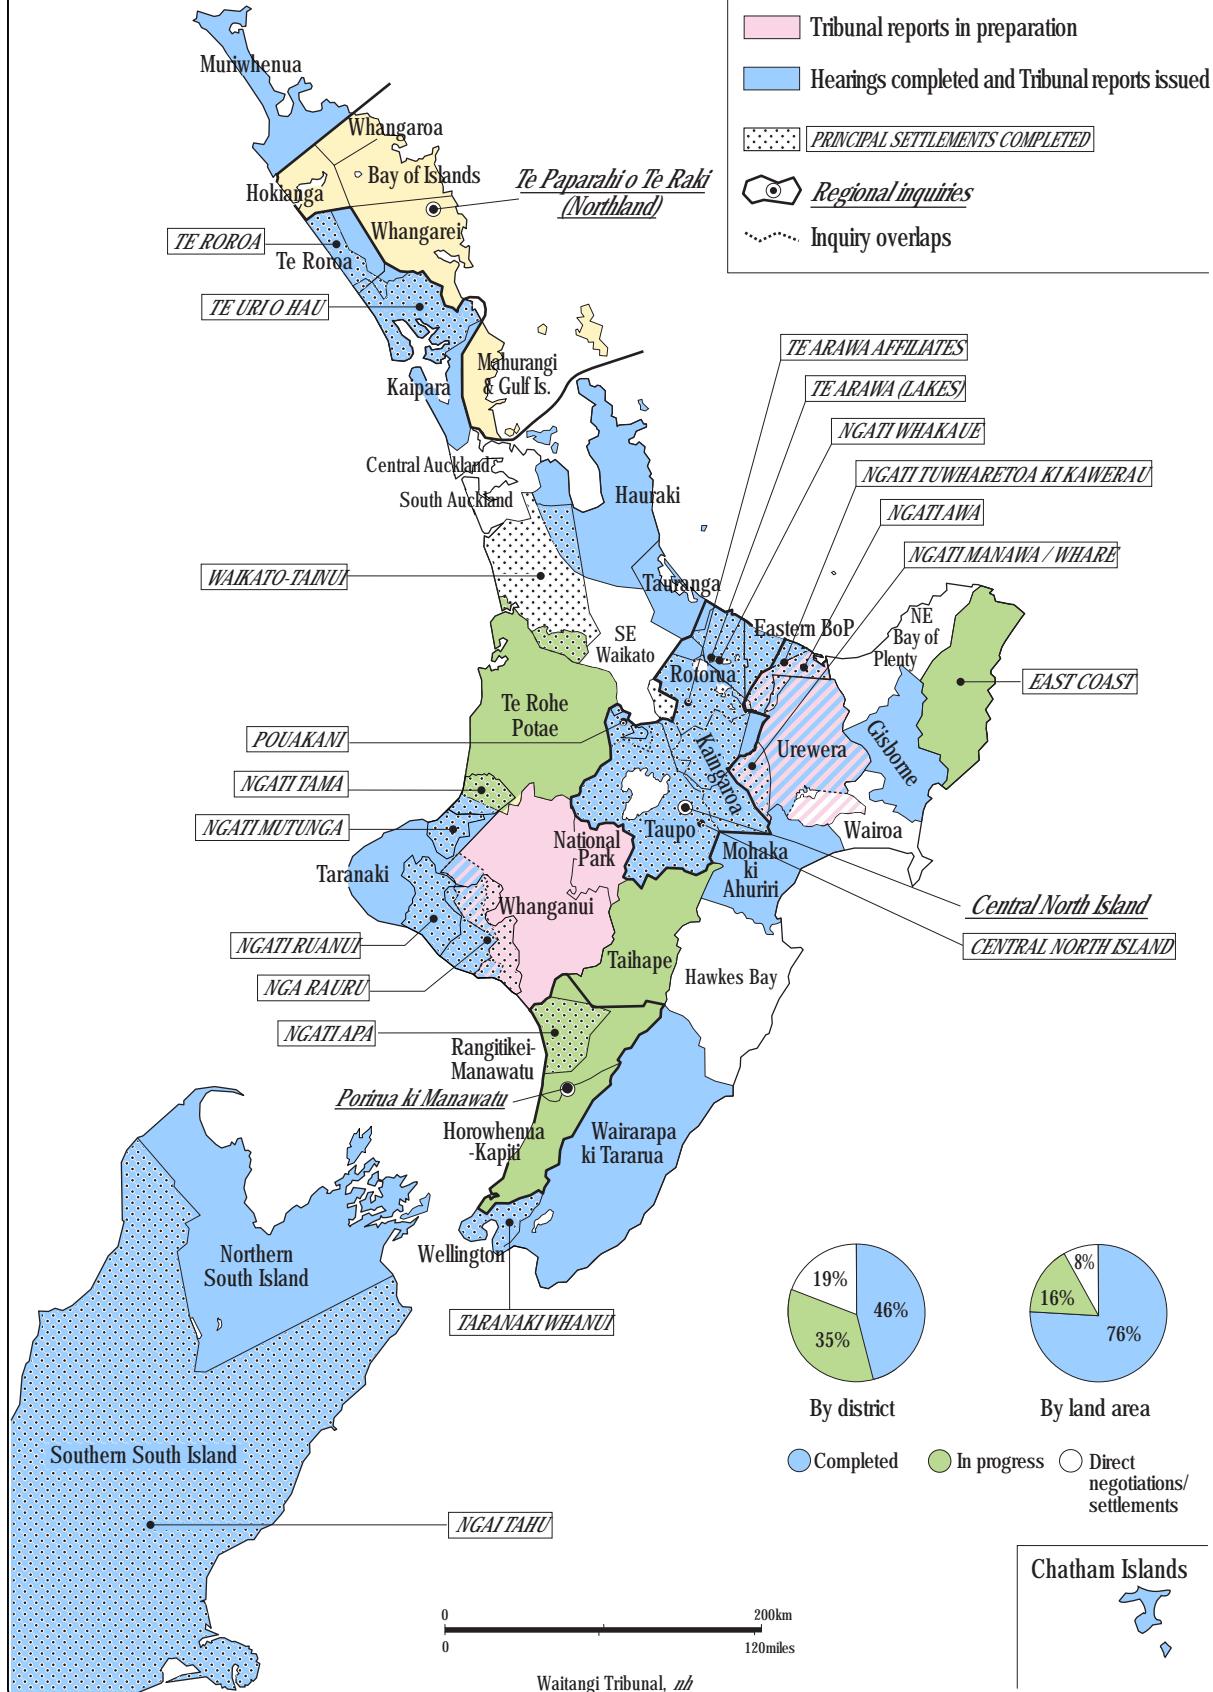 Tribunal reports in preparation
Hearings completed and Tribunal reports issued
PRINCIPAL SETTLEMENTS COMPLETED
Regional inquiries
Inquiry overlaps
Muriwhenua
Whangaroa
Bay of Islands
Hokianga
Te Paparahi o Te Raki
(Northland)
Whangarei
TE ROROA
Te Roroa
TE URI O HAU
Mahurangi
& Gulf Is.
Kaipara
TE ARAWA AFFILIATES
TE ARAWA (LAKES)
NGATI WHAKAUE
Central Auckland
NGATI TUWHARETOA KI KAWERAU
South Auckland
Hauraki
NGATI AWA
NGATI MANAWA / WHARE
WAIKATO-TAINUI
Tauranga
SE
Waikato
Eastern BoP
NE
Bay of
Plenty
Rotorua
EAST COAST
Te Rohe
Potae
POUAKANI
Kaingaroa
Urewera
Gisborne
NGATI TAMA
NGATI MUTUNGA
National
Park
Taupo
Wairoa
Mohaka
ki
Ahuriri
Taranaki
Whanganui
Central North Island
NGATI RUANUI
CENTRAL NORTH ISLAND
Taihape
Hawkes Bay
NGA RAURU
NGATI APA
Rangitikei-
Manawatu
Porirua ki Manawatu
Horowhenua
-Kapiti
Wairarapa
ki Tararua
Northern
South Island
Wellington
TARANAKI WHANUI
19%
46%
35%
8%
16%
76%
By district
By land area
Completed
In progress
Direct
negotiations/
settlements
Southern South Island
NGAI TAHU
Chatham Islands
0
200km
0
120miles
Waitangi Tribunal, nh